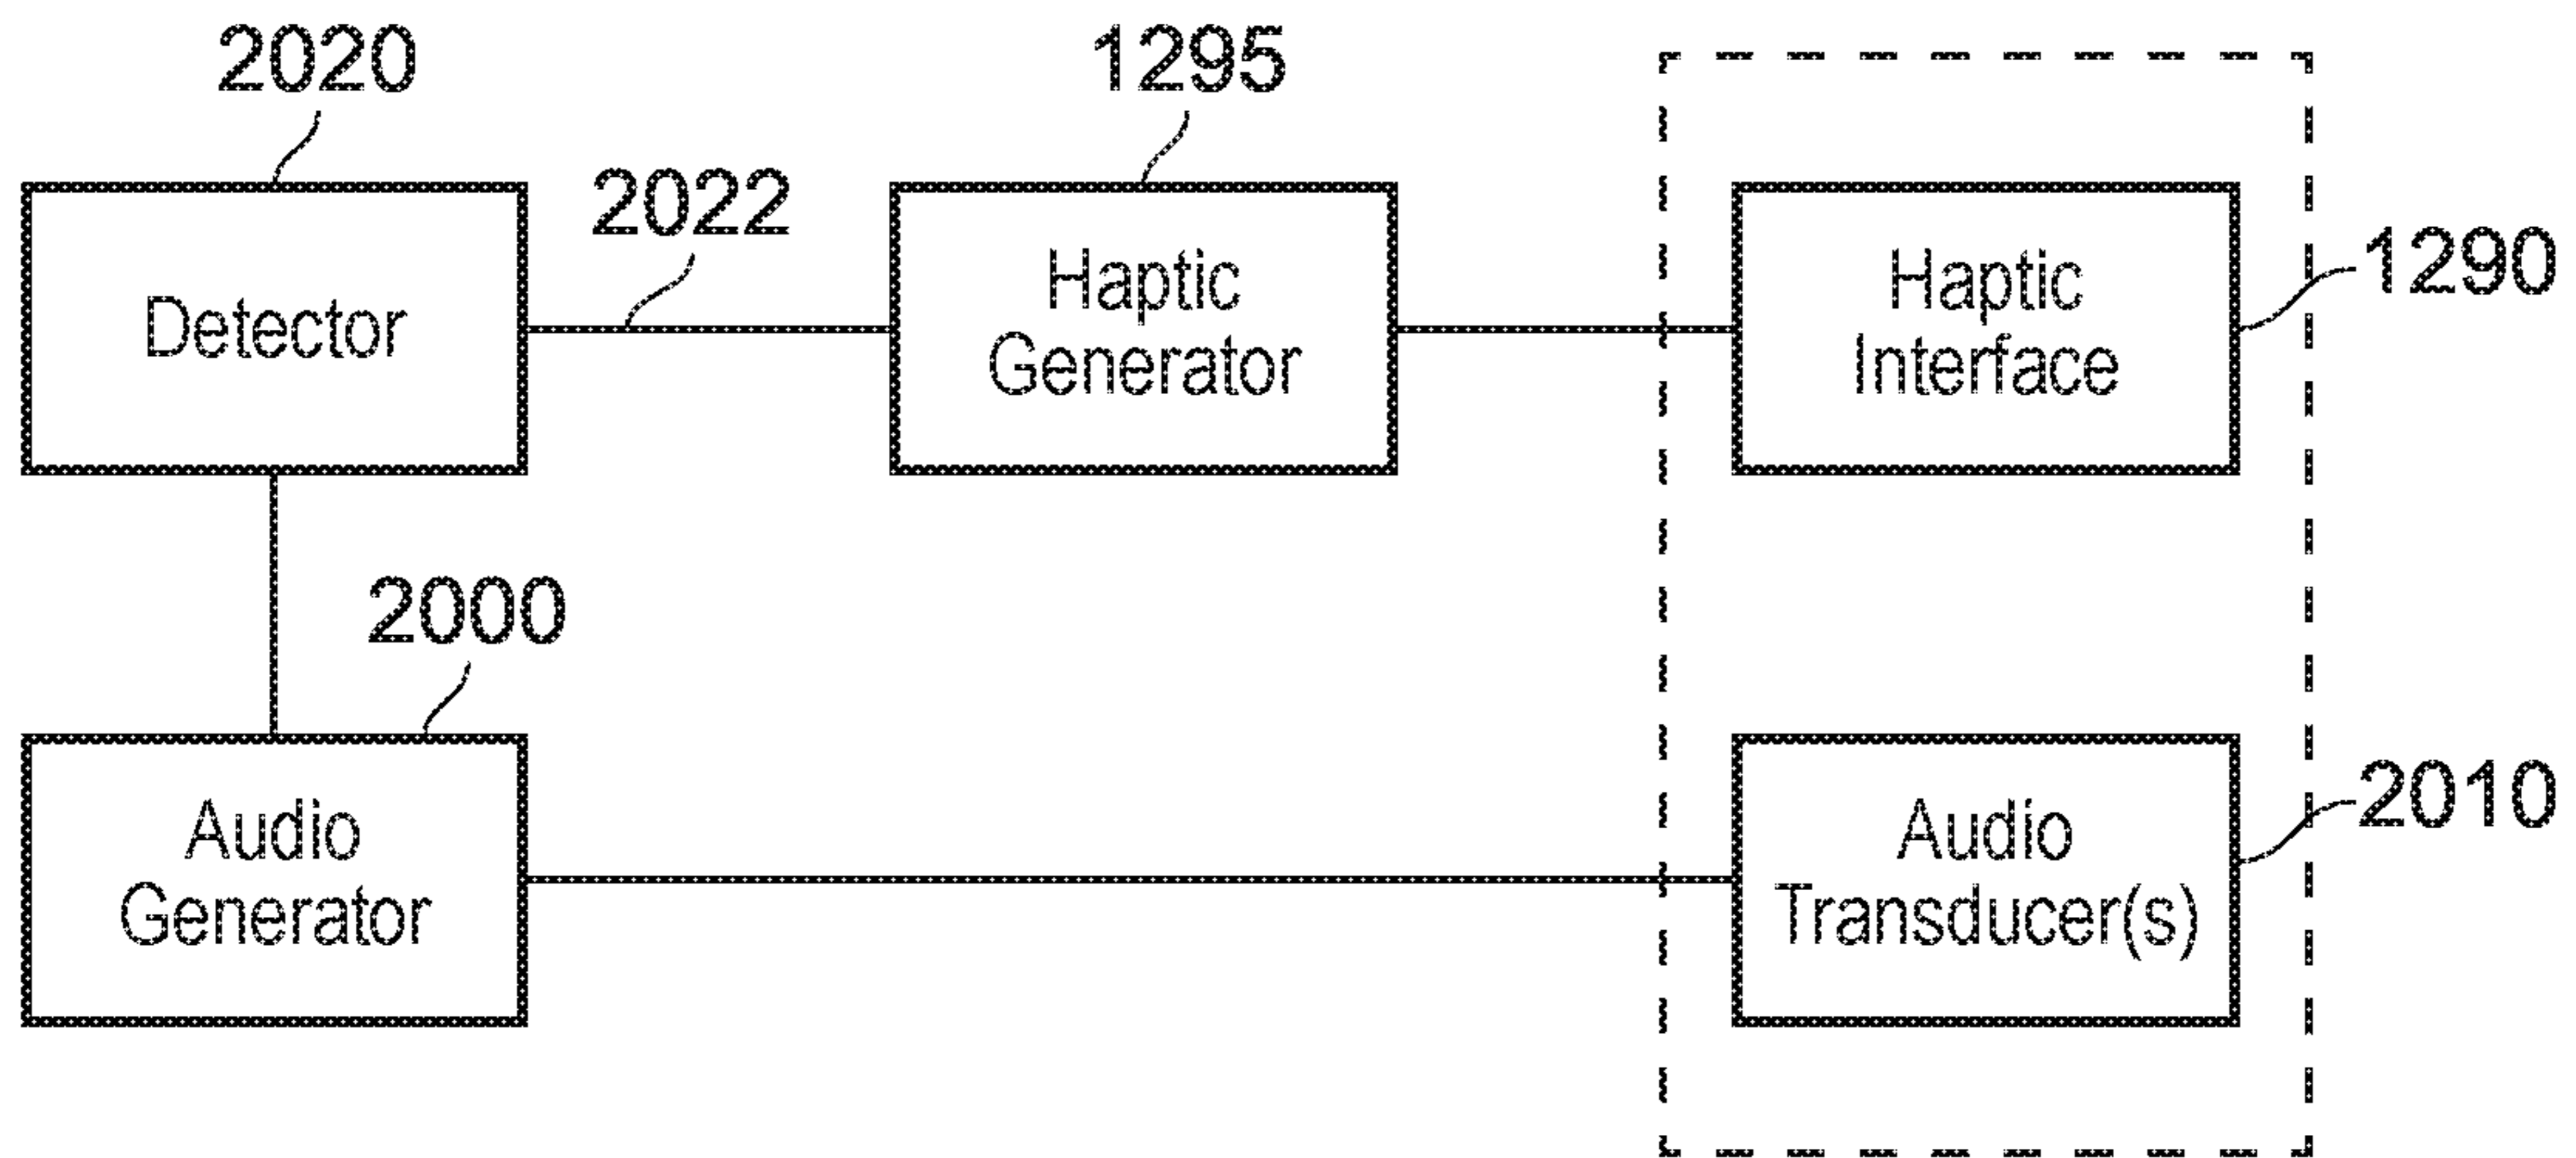 2020
1295
2022
Detector
Haptic
Generator
Haptic
Interface
1290
2000
Audio
Generator
Audio
Transducer(s)
2010